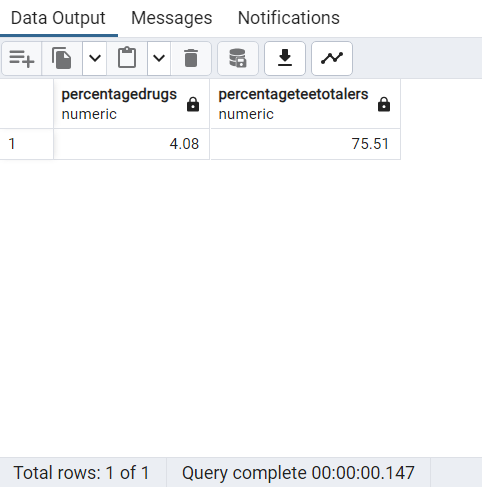 Data Output Messages Notifications
percentagedrugs percentageteetotalers
numeric numeric
1 4.08 75.51
Total rows: 1 of 1 Query complete 00:00:00.147